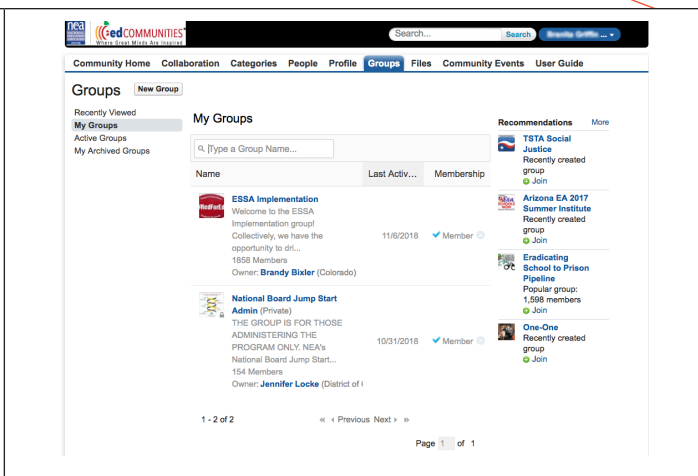 nea
edCOMMUNITIES
Where Great Minds Are Inspired
Search...
Search
Community Home Collaboration Categories People Profile Groups Files Community Events User Guide
Groups
New Group
Recently Viewed
My Groups
Active Groups
My Archived Groups
My Groups
Type a Group Name...
Name Last Activ... Membership
#RedForEd
ESSA Implementation
Welcome to the ESSA
Implementation group!
Collectively, we have the
opportunity to dri...
1858 Members
Owner: Brandy Bixler (Colorado)
11/6/2018
Member
National Board Jump Start
Admin (Private)
THE GROUP IS FOR THOSE
ADMINISTERING THE
PROGRAM ONLY. NEA's
National Board Jump Start...
154 Members
Owner: Jennifer Locke (District of
10/31/2018
Member
1 - 2 of 2
Previous Next
Page 1 of 1
Recommendations More
TSTA Social
Justice
Recently created
group
Join
Arizona EA 2017
Summer Institute
Recently created
group
Join
Eradicating
School to Prison
Pipeline
Popular group:
1,598 members
Join
One-One
Recently created
group
Join